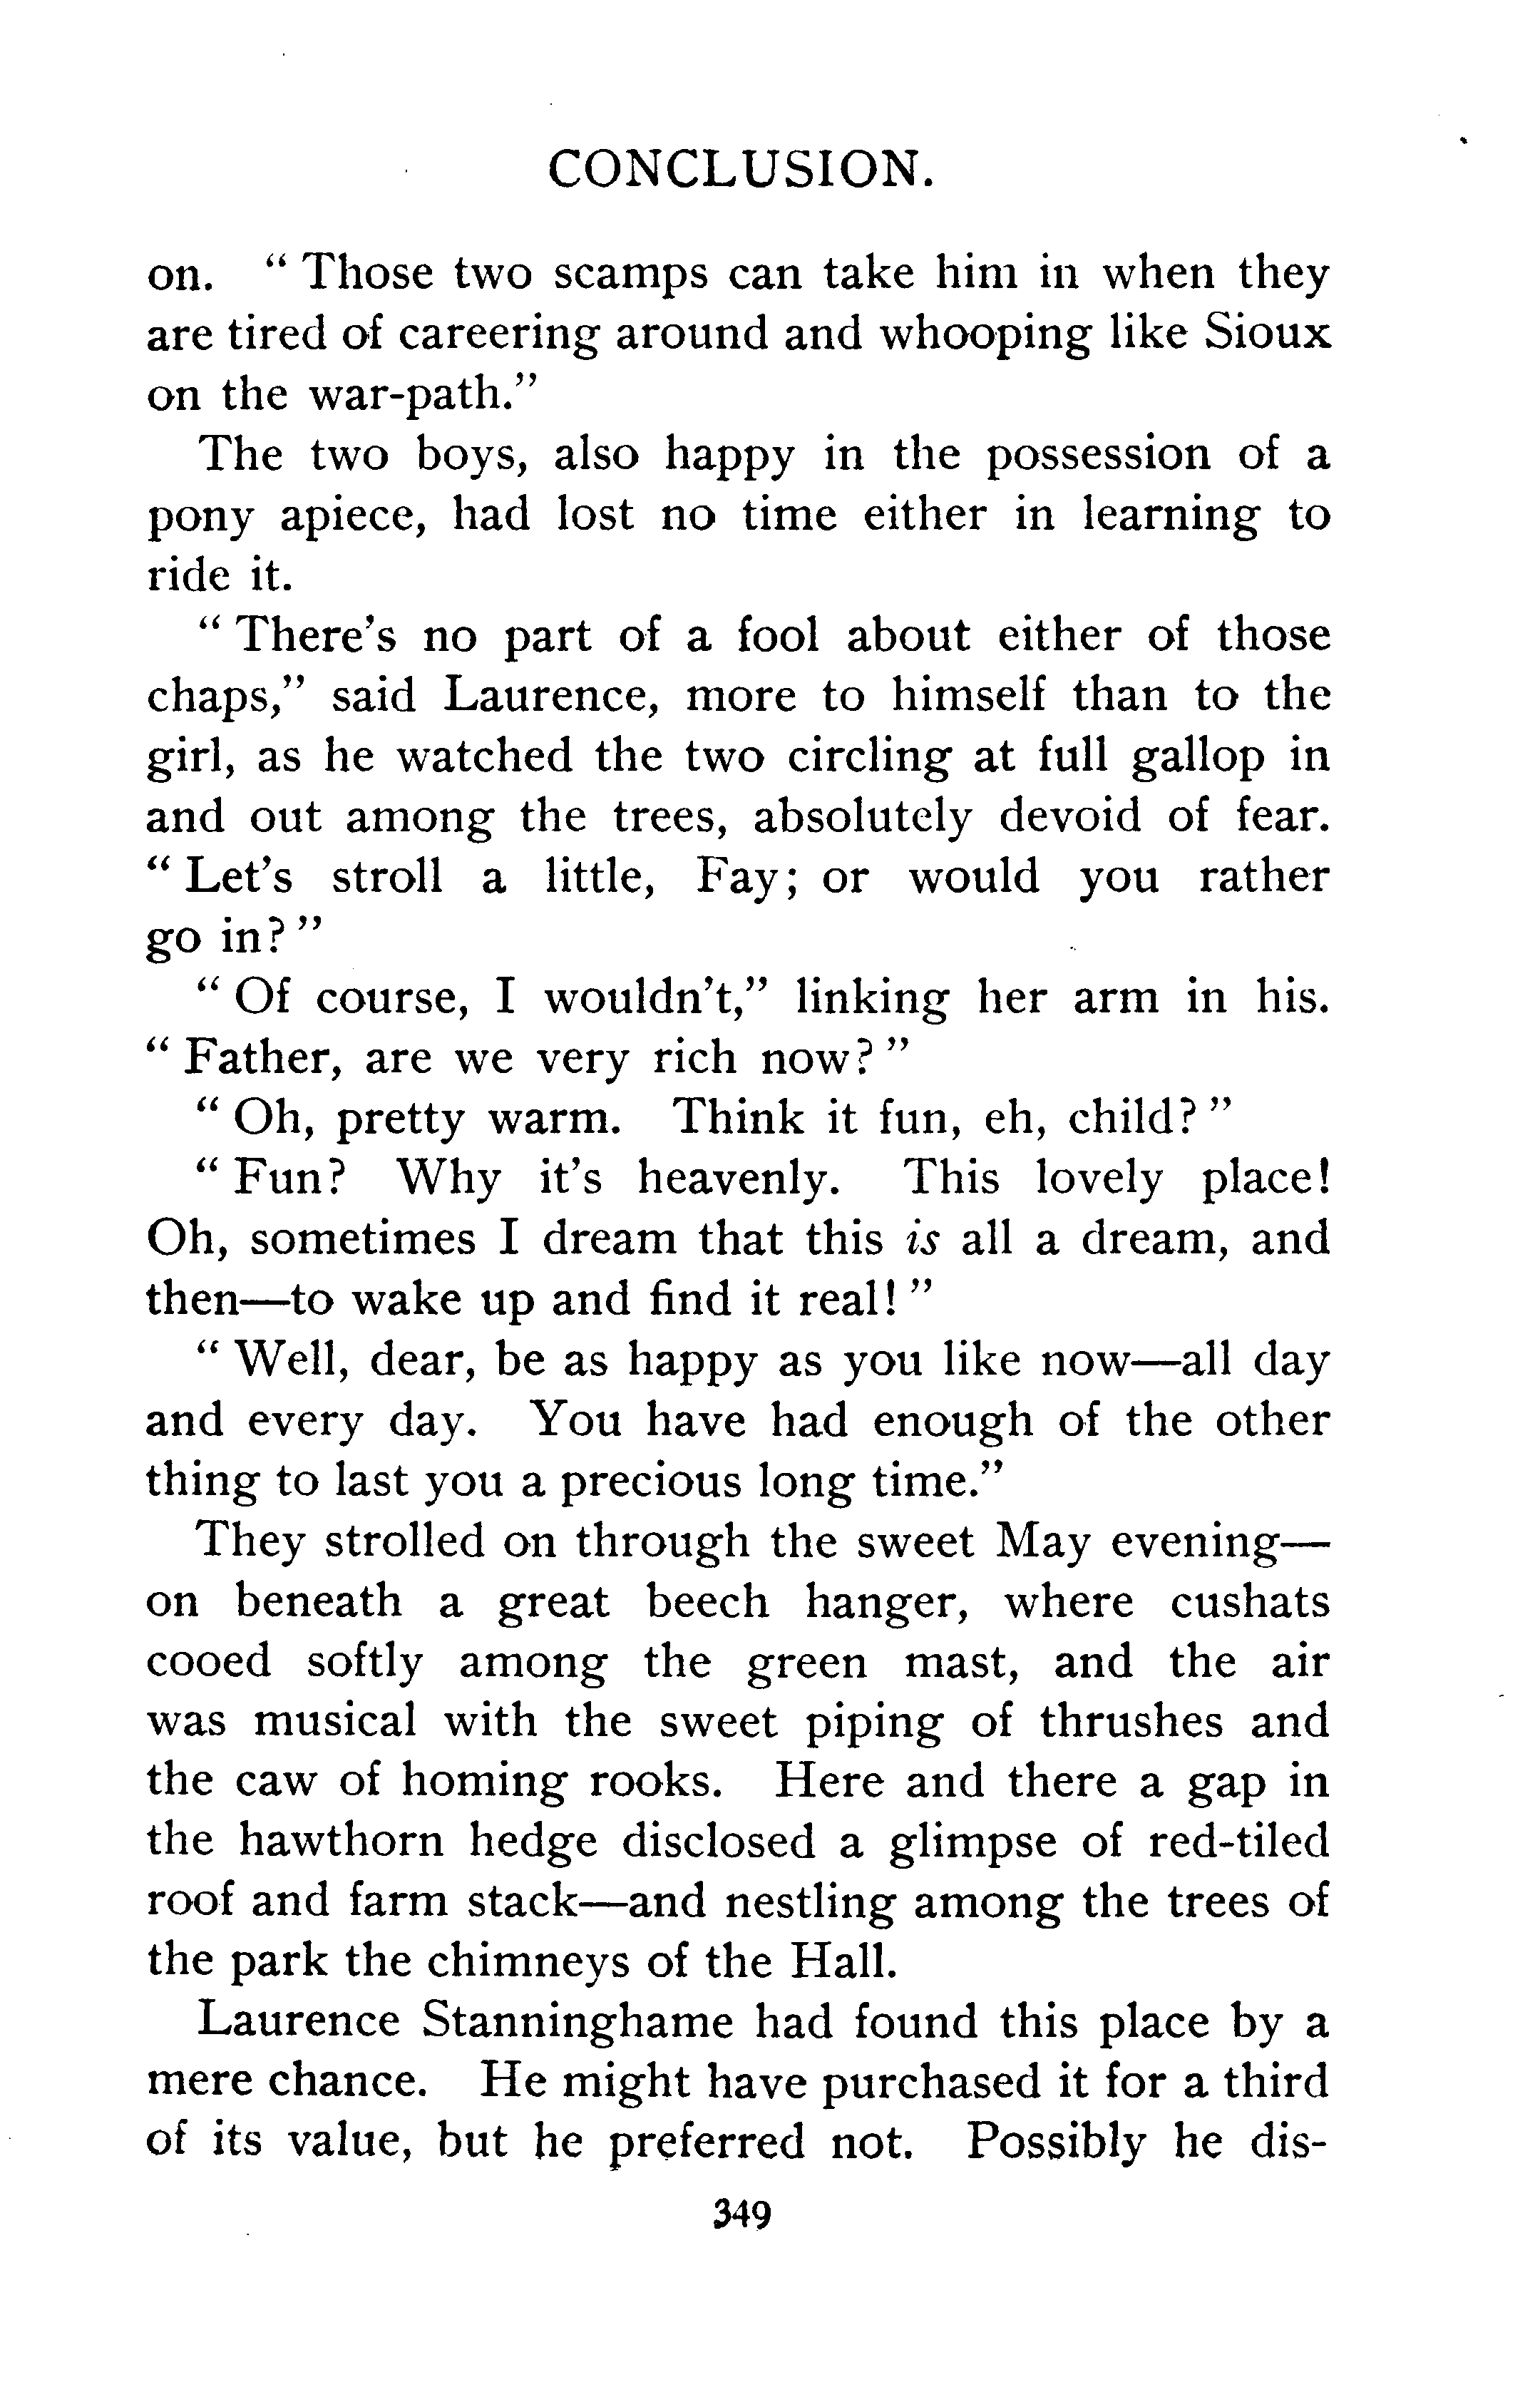 CONCLUSION.
on. “Those two scamps can take him in when they
are tired of careering around and whooping like Sioux
on the war-path.”
The two boys, also happy in the possession of a
pony apiece, had lost no time either in learning to
ride it.
“There’s no part of a fool about either of those
chaps,” said Laurence, more to himself than to the
girl, as he watched the two circling at full gallop in
and out among the trees, absolutely devoid of fear.
“Let’s stroll a little, Fay; or would you rather
go in?”
“Of course, I wouldn’t,” linking her arm in his.
“Father, are we very rich now?”
“Oh, pretty warm. Think it fun, eh, child?”
“Fun? Why it’s heavenly. This lovely place!
Oh, sometimes I dream that this is all a dream, and
then—to wake up and find it real!”
“Well, dear, be as happy as you like now—all day
and every day. You have had enough of the other
thing to last you a precious long time.”
They strolled on through the sweet May evening—
on beneath a great beech hanger, where cushats
cooed softly among the green mast, and the air
was musical with the sweet piping of thrushes and
the caw of homing rooks. Here and there a gap in
the hawthorn hedge disclosed a glimpse of red-tiled
roof and farm stack—and nestling among the trees of
the park the chimneys of the Hall.
Laurence Stanninghame had found this place by a
mere chance. He might have purchased it for a third
of its value, but he preferred not. Possibly he dis-
349